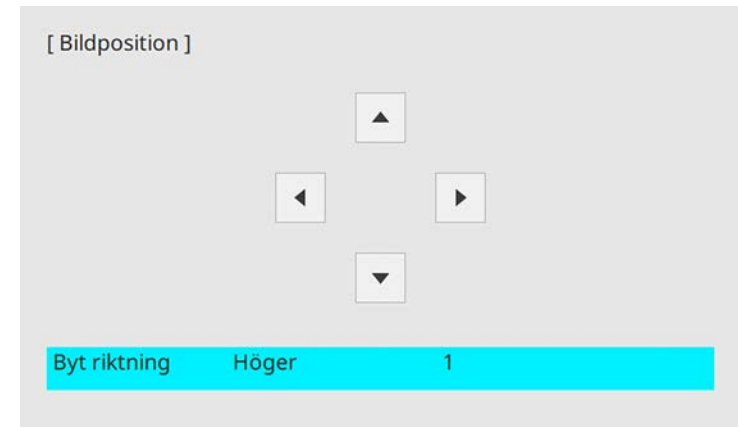 [ Bildposition ]
Byt riktning Höger 1